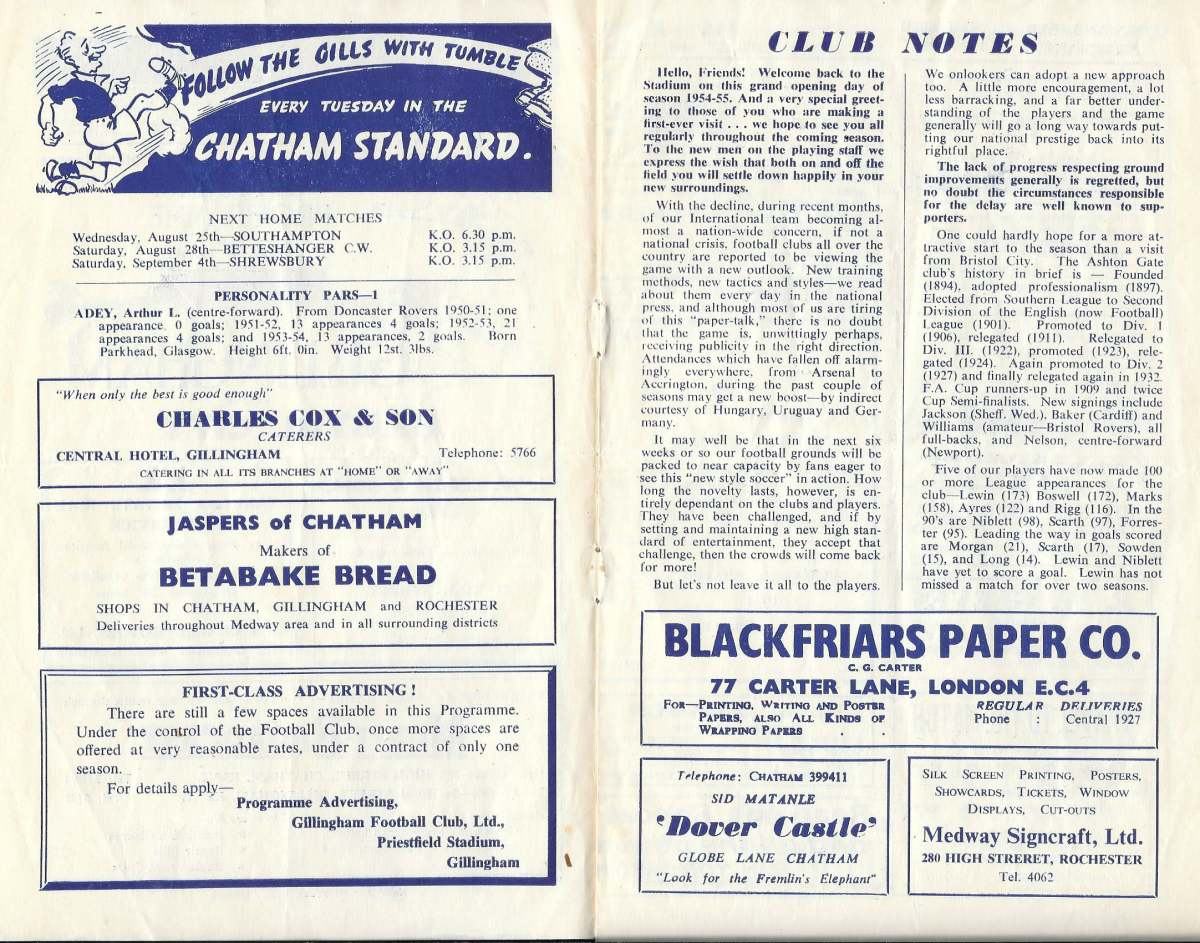 FOLLOW THE GILLS WITH TUMBLE
EVERY TUESDAY IN THE
CHATHAM STANDARD.
NEXT HOME MATCHES
Wednesday, August 25th—SOUTHAMPTON K.O. 6.30 p.m.
Saturday, August 28th—BETTESHANGER C.W. K.O. 3.15 p.m.
Saturday, September 4th—SHREWSBURY K.O. 3.15 p.m.
PERSONALITY PARS—1
ADEY, Arthur L. (centre-forward). From Doncaster Rovers 1950-51; one
appearance 0 goals; 1951-52, 13 appearances 4 goals; 1952-53, 21
appearances 4 goals; and 1953-54, 13 appearances, 2 goals. Born
Parkhead, Glasgow. Height 6ft. 0in. Weight 12st. 3lbs.
"When only the best is good enough"
CHARLES COX & SON
CATERERS
CENTRAL HOTEL, GILLINGHAM Telephone: 5766
CATERING IN ALL ITS BRANCHES AT "HOME" OR "AWAY"
JASPERS of CHATHAM
Makers of
BETABAKE BREAD
SHOPS IN CHATHAM, GILLINGHAM and ROCHESTER
Deliveries throughout Medway area and in all surrounding districts
FIRST-CLASS ADVERTISING!
There are still a few spaces available in this Programme.
Under the control of the Football Club, once more spaces are
offered at very reasonable rates, under a contract of only one
season.
For details apply—
Programme Advertising,
Gillingham Football Club, Ltd.,
Priestfield Stadium,
Gillingham
CLUB NOTES
Hello, Friends! Welcome back to the
Stadium on this grand opening day of
season 1954-55. And a very special greet-
ing to those of you who are making a
first-ever visit . . . we hope to see you all
regularly throughout the coming season.
To the new men on the playing staff we
express the wish that both on and off the
field you will settle down happily in your
new surroundings.
With the decline, during recent months,
of our International team becoming al-
most a nation-wide concern, if not a
national crisis, football clubs all over the
country are reported to be viewing the
game with a new outlook. New training
methods, new tactics and styles—we read
about them every day in the national
press, and although most of us are tiring
of this "paper-talk," there is no doubt
that the game is, unwittingly perhaps,
receiving publicity in the right direction.
Attendances which have fallen off alarm-
ingly everywhere, from Arsenal to
Accrington, during the past couple of
seasons may get a new boost—by indirect
courtesy of Hungary, Uruguay and Ger-
many.
It may well be that in the next six
weeks or so our football grounds will be
packed to near capacity by fans eager to
see this "new style soccer" in action. How
long the novelty lasts, however, is en-
tirely dependant on the clubs and players.
They have been challenged, and if by
setting and maintaining a new high stan-
dard of entertainment, they accept that
challenge, then the crowds will come back
for more!
But let's not leave it all to the players.
We onlookers can adopt a new approach
too. A little more encouragement, a lot
less barracking, and a far better under-
standing of the players and the game
generally will go a long way towards put-
ting our national prestige back into its
rightful place.
The lack of progress respecting ground
improvements generally is regretted, but
no doubt the circumstances responsible
for the delay are well known to sup-
porters.
One could hardly hope for a more at-
tractive start to the season than a visit
from Bristol City. The Ashton Gate
club's history in brief is — Founded
(1894), adopted professionalism (1897).
Elected from Southern League to Second
Division of the English (now Football)
League (1901). Promoted to Div. 1
(1906), relegated (1911). Relegated to
Div. III. (1922), promoted (1923), rele-
gated (1924). Again promoted to Div. 2
(1927) and finally relegated again in 1932.
F.A. Cup runners-up in 1909 and twice
Cup Semi-finalists. New signings include
Jackson (Sheff. Wed.), Baker (Cardiff) and
Williams (amateur—Bristol Rovers), all
full-backs, and Nelson, centre-forward
(Newport).
Five of our players have now made 100
or more League appearances for the
club—Lewin (173) Boswell (172), Marks
(158), Ayres (122) and Rigg (116). In the
90's are Niblett (98), Scarth (97), Forres-
ter (95). Leading the way in goals scored
are Morgan (21), Scarth (17), Sowden
(15), and Long (14). Lewin and Niblett
have yet to score a goal. Lewin has not
missed a match for over two seasons.
BLACKFRIARS PAPER CO.
C. G. CARTER
77 CARTER LANE, LONDON E.C.4
FOR—PRINTING, WRITING AND POSTER
PAPERS, ALSO ALL KINDS OF
WRAPPING PAPERS . .
REGULAR DELIVERIES
Phone : Central 1927
Telephone: CHATHAM 399411
SID MATANLE
'Dover Castle'
GLOBE LANE CHATHAM
"Look for the Fremlin's Elephant"
SILK SCREEN PRINTING, POSTERS,
SHOWCARDS, TICKETS, WINDOW
DISPLAYS, CUT-OUTS
Medway Signcraft, Ltd.
280 HIGH STRERET, ROCHESTER
Tel. 4062